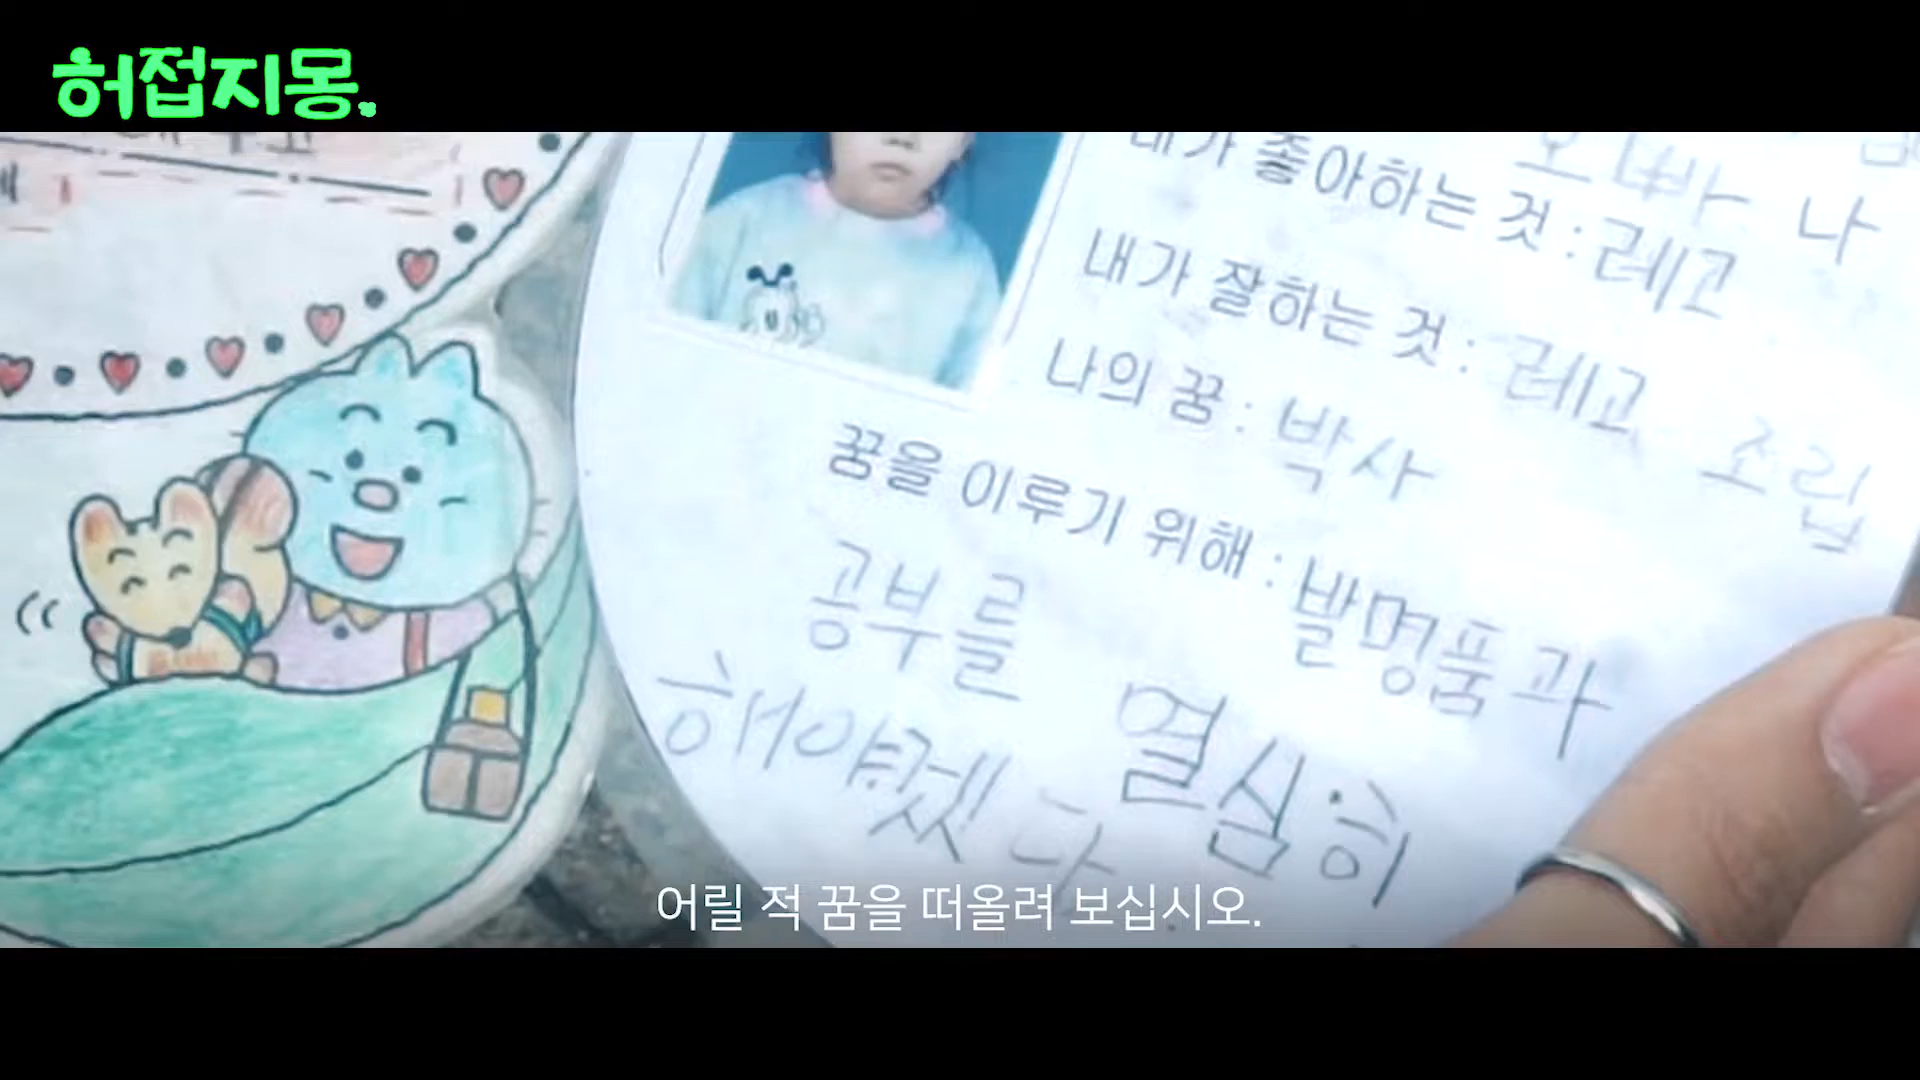 허접지몽
오빠 나
내가 좋아하는 것 : 레고
내가 잘하는 것 : 레고 조립
나의 꿈 : 박사
꿈을 이루기 위해 : 발명품과
공부를 열심히
해야겠다
어릴 적 꿈을 떠올려 보십시오.